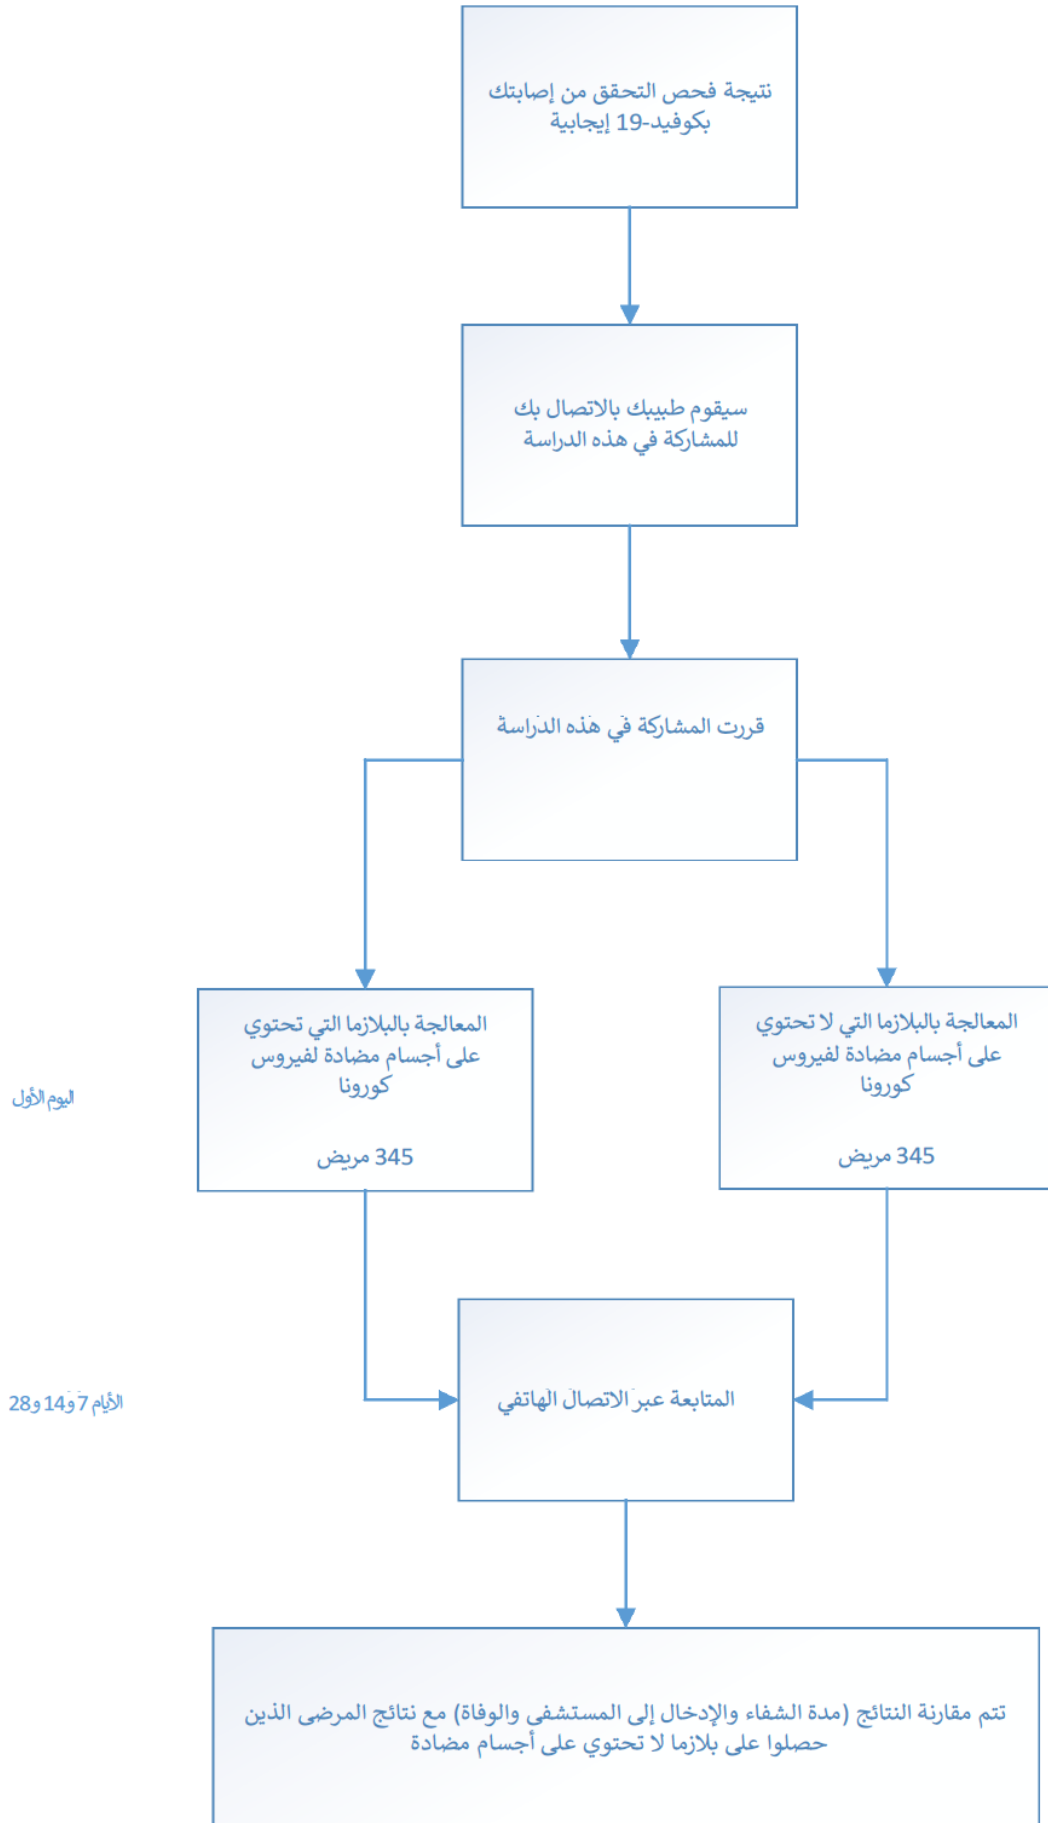 نتيجة فحص التحقق من إصابتك
بكوفيد-19 إيجابية
سيقوم طبيبك بالاتصال بك
للمشاركة في هذه الدراسة
قررت المشاركة في هذه الدراسة
المعالجة بالبلازما التي لا تحتوي
على أجسام مضادة لفيروس
كورونا
345 مريض
المعالجة بالبلازما التي تحتوي
على أجسام مضادة لفيروس
كورونا
345 مريض
اليوم الأول
المتابعة عبر الاتصال الهاتفي
الأيام 7 و14 و28
تتم مقارنة النتائج (مدة الشفاء والإدخال إلى المستشفى والوفاة) مع نتائج المرضى الذين
حصلوا على بلازما لا تحتوي على أجسام مضادة